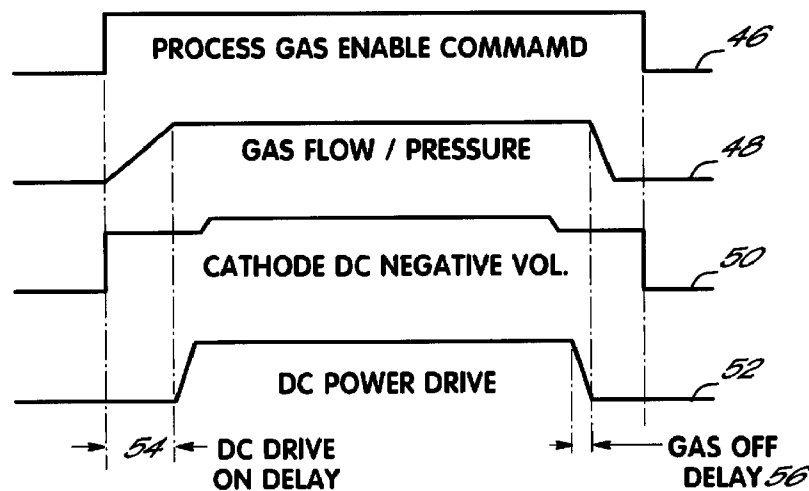 PROCESS GAS ENABLE COMMAMD
46
GAS FLOW / PRESSURE
48
CATHODE DC NEGATIVE VOL.
50
DC POWER DRIVE
52
54
DC DRIVE
ON DELAY
GAS OFF
DELAY 56